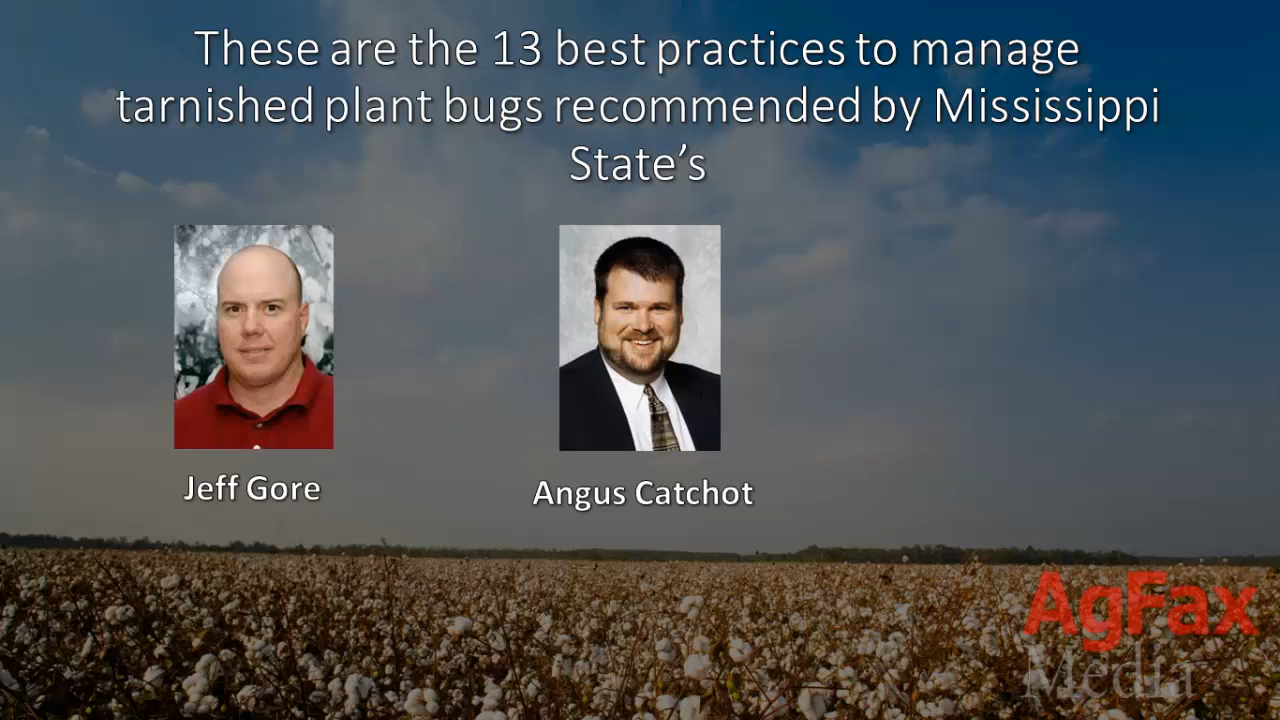 These are the 13 best practices to manage
tarnished plant bugs recommended by Mississippi
State’s
Jeff Gore
Angus Catchot
AgFax
Media